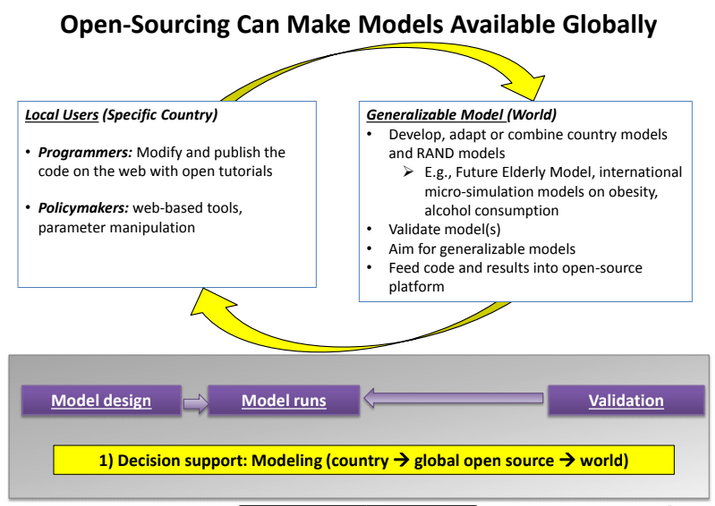 Open-Sourcing Can Make Models Available Globally
Local Users (Specific Country)
• Programmers: Modify and publish the
code on the web with open tutorials
• Policymakers: web-based tools,
parameter manipulation
Generalizable Model (World)
• Develop, adapt or combine country models
and RAND models
➢ E.g., Future Elderly Model, international
micro-simulation models on obesity,
alcohol consumption
• Validate model(s)
• Aim for generalizable models
• Feed code and results into open-source
platform
Model design
Model runs
Validation
1) Decision support: Modeling (country → global open source → world)